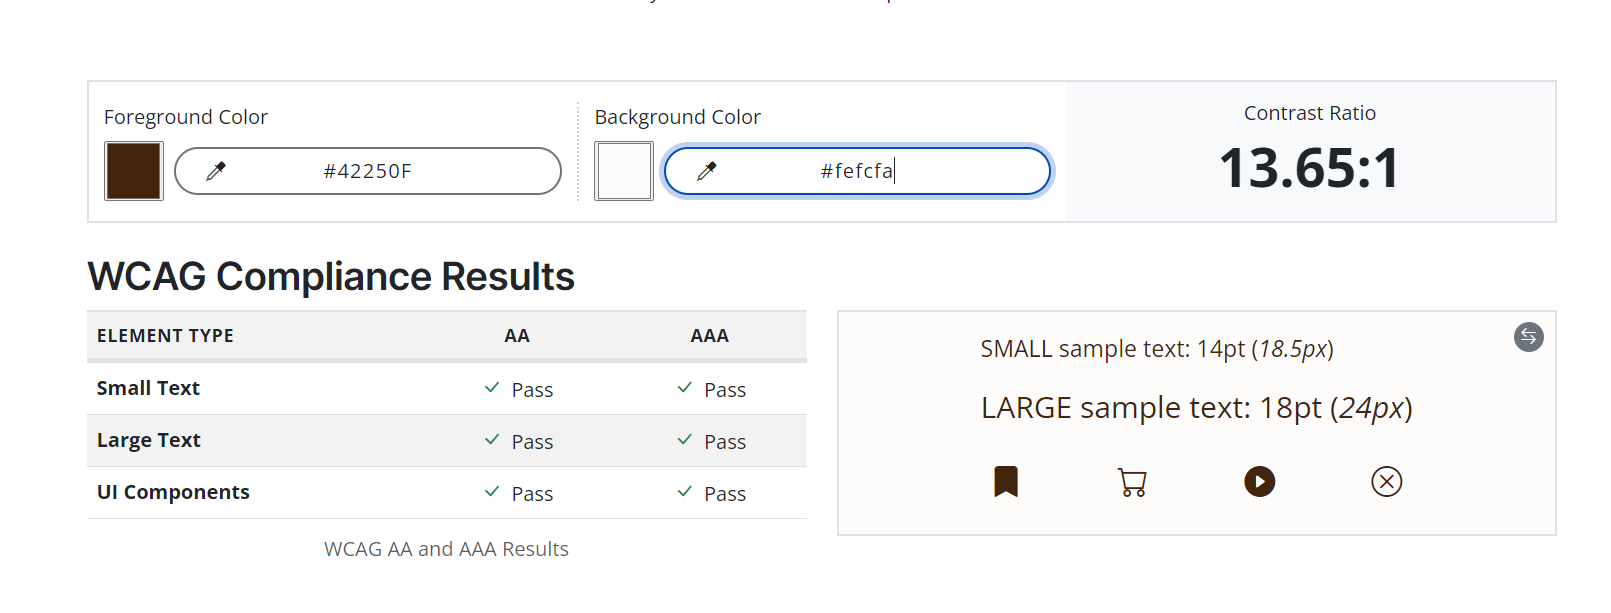 Foreground Color
#42250F
Background Color
#fefcfa
Contrast Ratio
13.65:1
WCAG Compliance Results
ELEMENT TYPE AA AAA
Small Text Pass Pass
Large Text Pass Pass
UI Components Pass Pass
WCAG AA and AAA Results
SMALL sample text: 14pt (18.5px)
LARGE sample text: 18pt (24px)